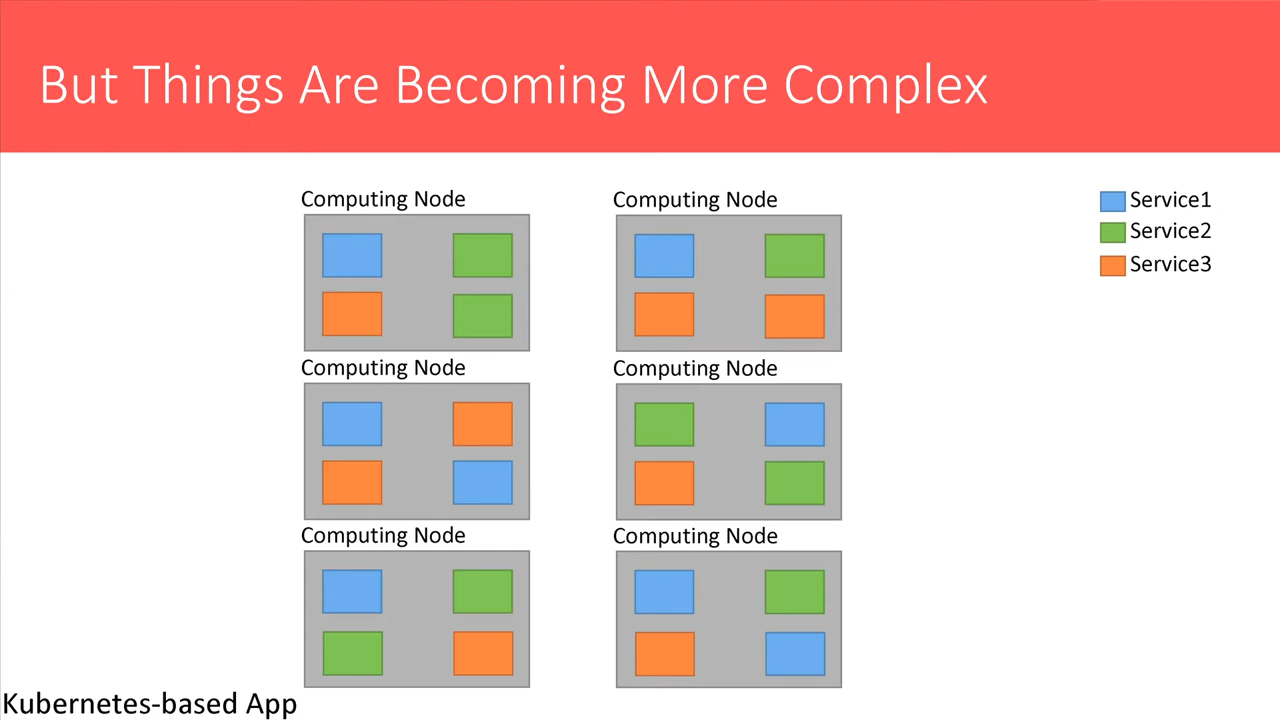 But Things Are Becoming More Complex
Computing Node
Computing Node
Service1
Service2
Service3
Computing Node
Computing Node
Computing Node
Computing Node
Kubernetes-based App